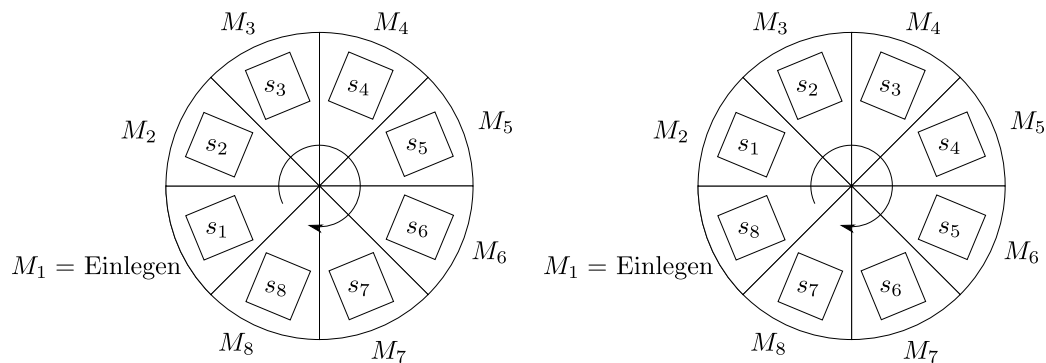 M₃ M₄ M₃ M₄
s₃ s₄ s₂ s₃
M₂ M₅ M₂ M₅
s₂ s₅ s₁ s₄
s₁ s₆ s₈ s₅
M₁ = Einlegen M₆ M₁ = Einlegen M₆
s₈ s₇ s₇ s₆
M₈ M₇ M₈ M₇